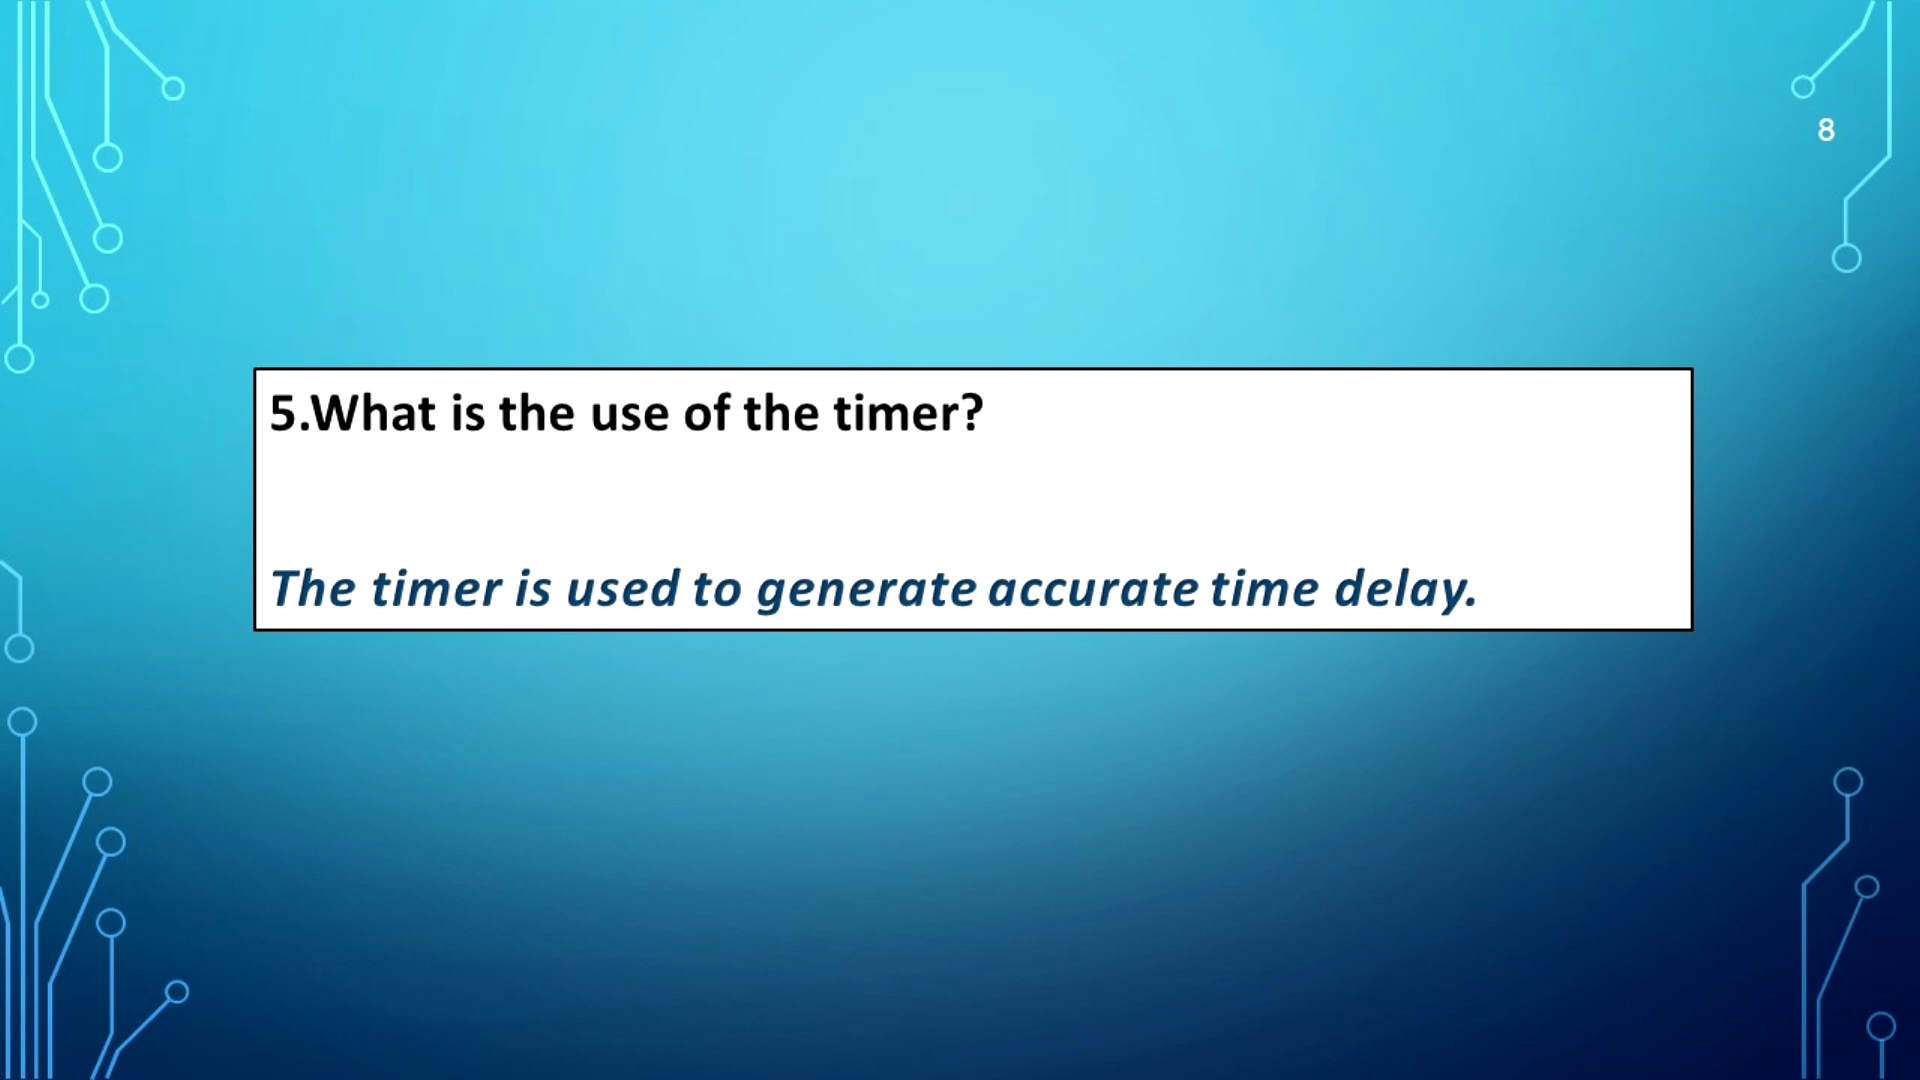 8
5.What is the use of the timer?
The timer is used to generate accurate time delay.